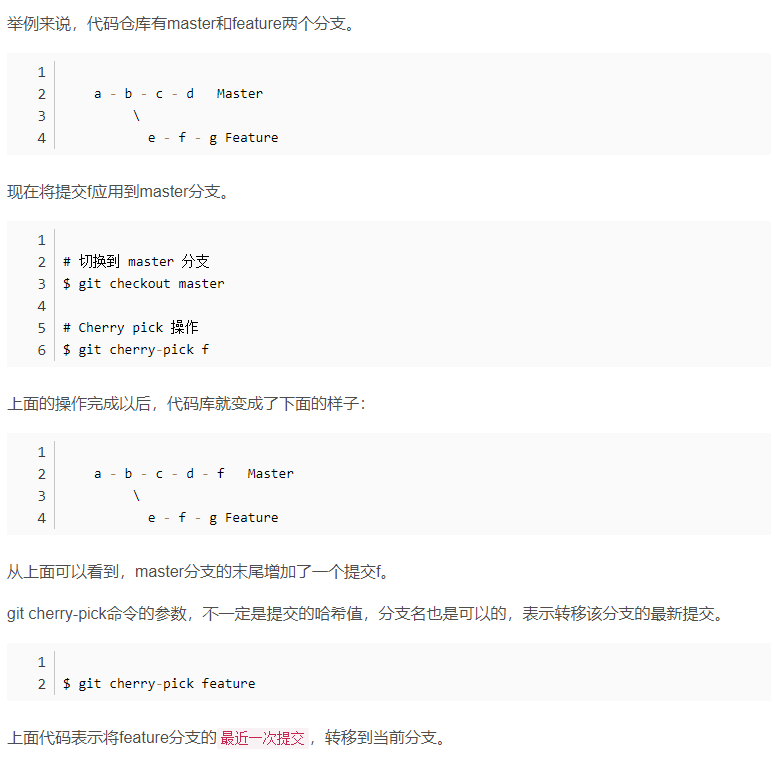 举例来说，代码仓库有master和feature两个分支。
1
2 a - b - c - d Master
3 \
4 e - f - g Feature
现在将提交f应用到master分支。
1
2 # 切换到 master 分支
3 $ git checkout master
4
5 # Cherry pick 操作
6 $ git cherry-pick f
上面的操作完成以后，代码库就变成了下面的样子：
1
2 a - b - c - d - f Master
3 \
4 e - f - g Feature
从上面可以看到，master分支的末尾增加了一个提交f。
git cherry-pick命令的参数，不一定是提交的哈希值，分支名也是可以的，表示转移该分支的最新提交。
1
2 $ git cherry-pick feature
上面代码表示将feature分支的最近一次提交，转移到当前分支。